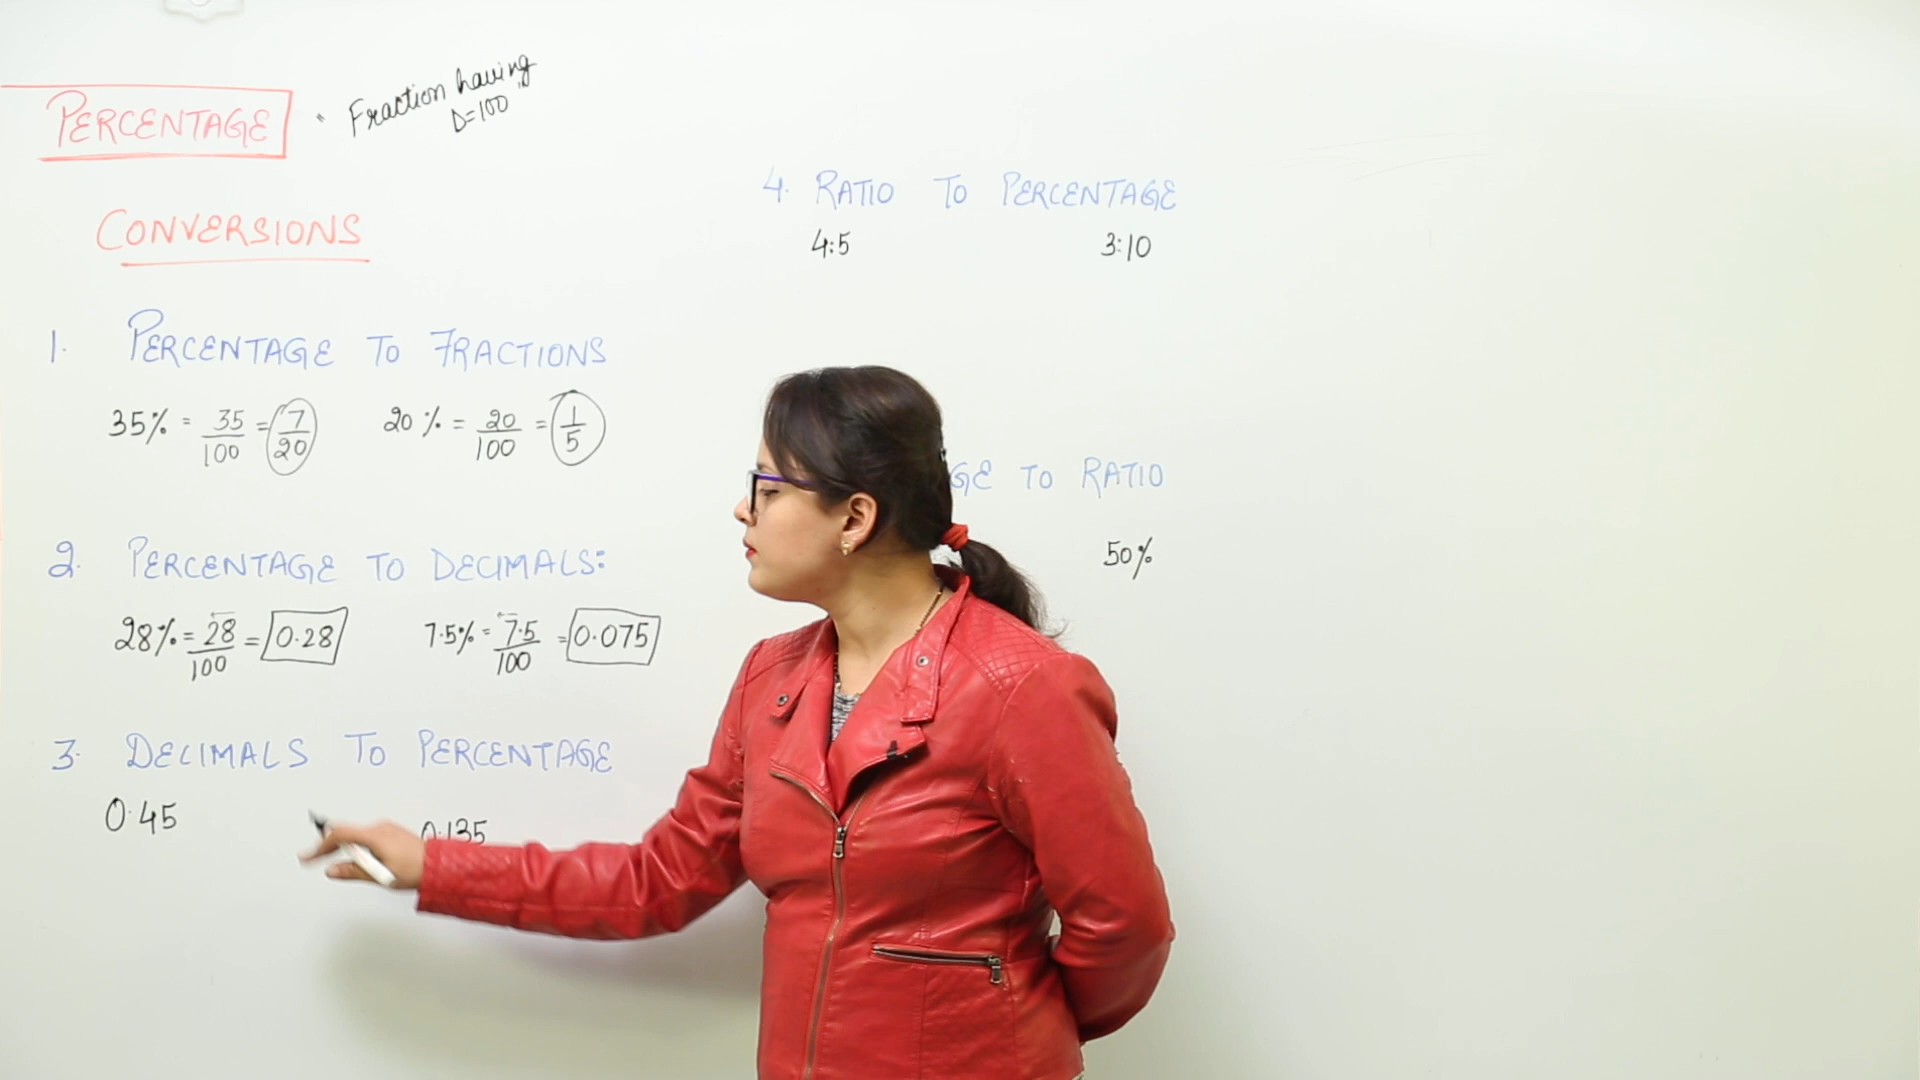 PERCENTAGE
Fraction having
D=100
CONVERSIONS
1. PERCENTAGE TO FRACTIONS
35% = 35/100 = 7/20 20% = 20/100 = 1/5
2. PERCENTAGE TO DECIMALS:
28% = 28/100 = 0.28 7.5% = 7.5/100 = 0.075
3. DECIMALS TO PERCENTAGE
0.45 0.135
4. RATIO TO PERCENTAGE
4:5 3:10
GE TO RATIO
50%